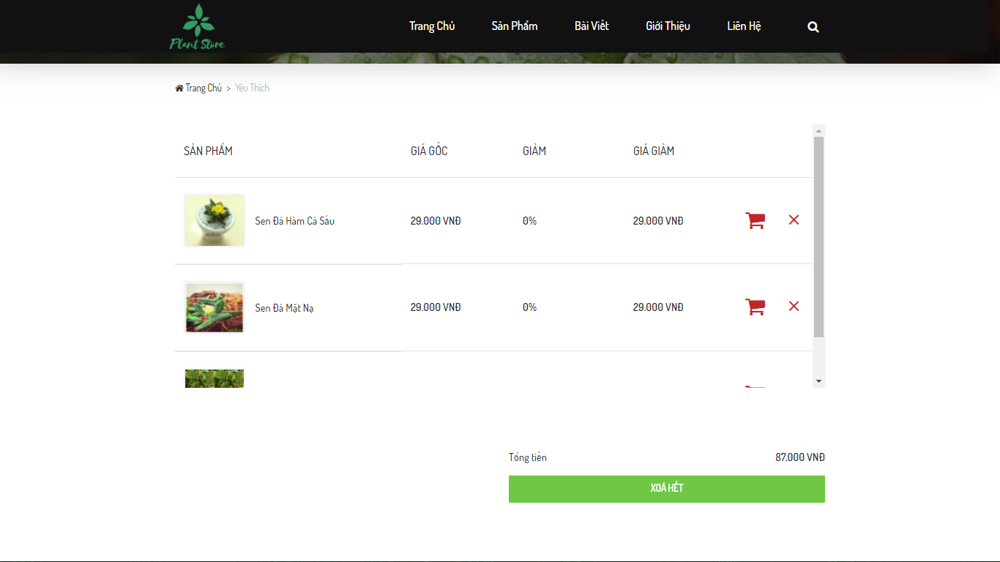 Plant Store
Trang Chủ Sản Phẩm Bài Viết Giới Thiệu Liên Hệ
Trang Chủ > Yêu Thích
SẢN PHẨM GIÁ GỐC GIẢM GIÁ GIẢM
Sen Đá Hàm Cá Sấu 29.000 VNĐ 0% 29.000 VNĐ
Sen Đá Mặt Nạ 29.000 VNĐ 0% 29.000 VNĐ
Tổng tiền 87,000 VNĐ
XOÁ HẾT